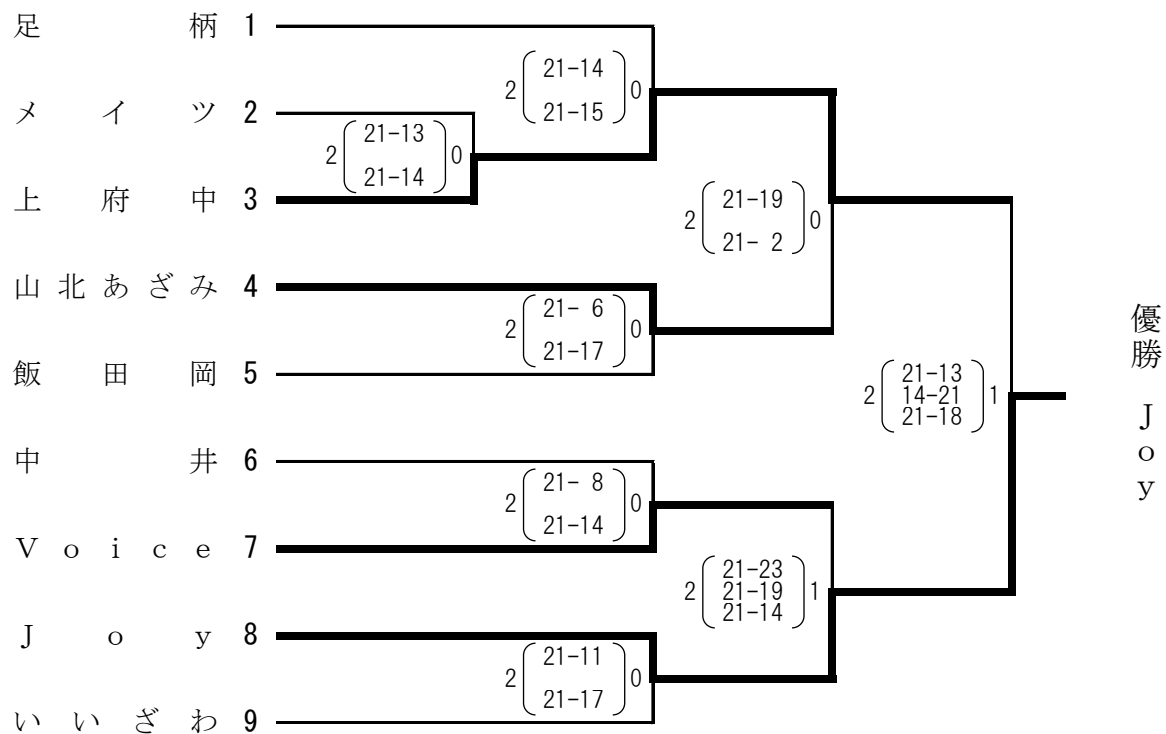 足柄 1
2 21-14 0
21-15
メイツ 2
2 21-13 0
21-14
上府中 3
2 21-19 0
21- 2
山北あざみ 4
2 21- 6 0
21-17
飯田岡 5
2 21-13 1
14-21
21-18
優勝 Joy
中井 6
2 21- 8 0
21-14
Voice 7
2 21-23 1
21-19
21-14
Joy 8
2 21-11 0
21-17
いいざわ 9